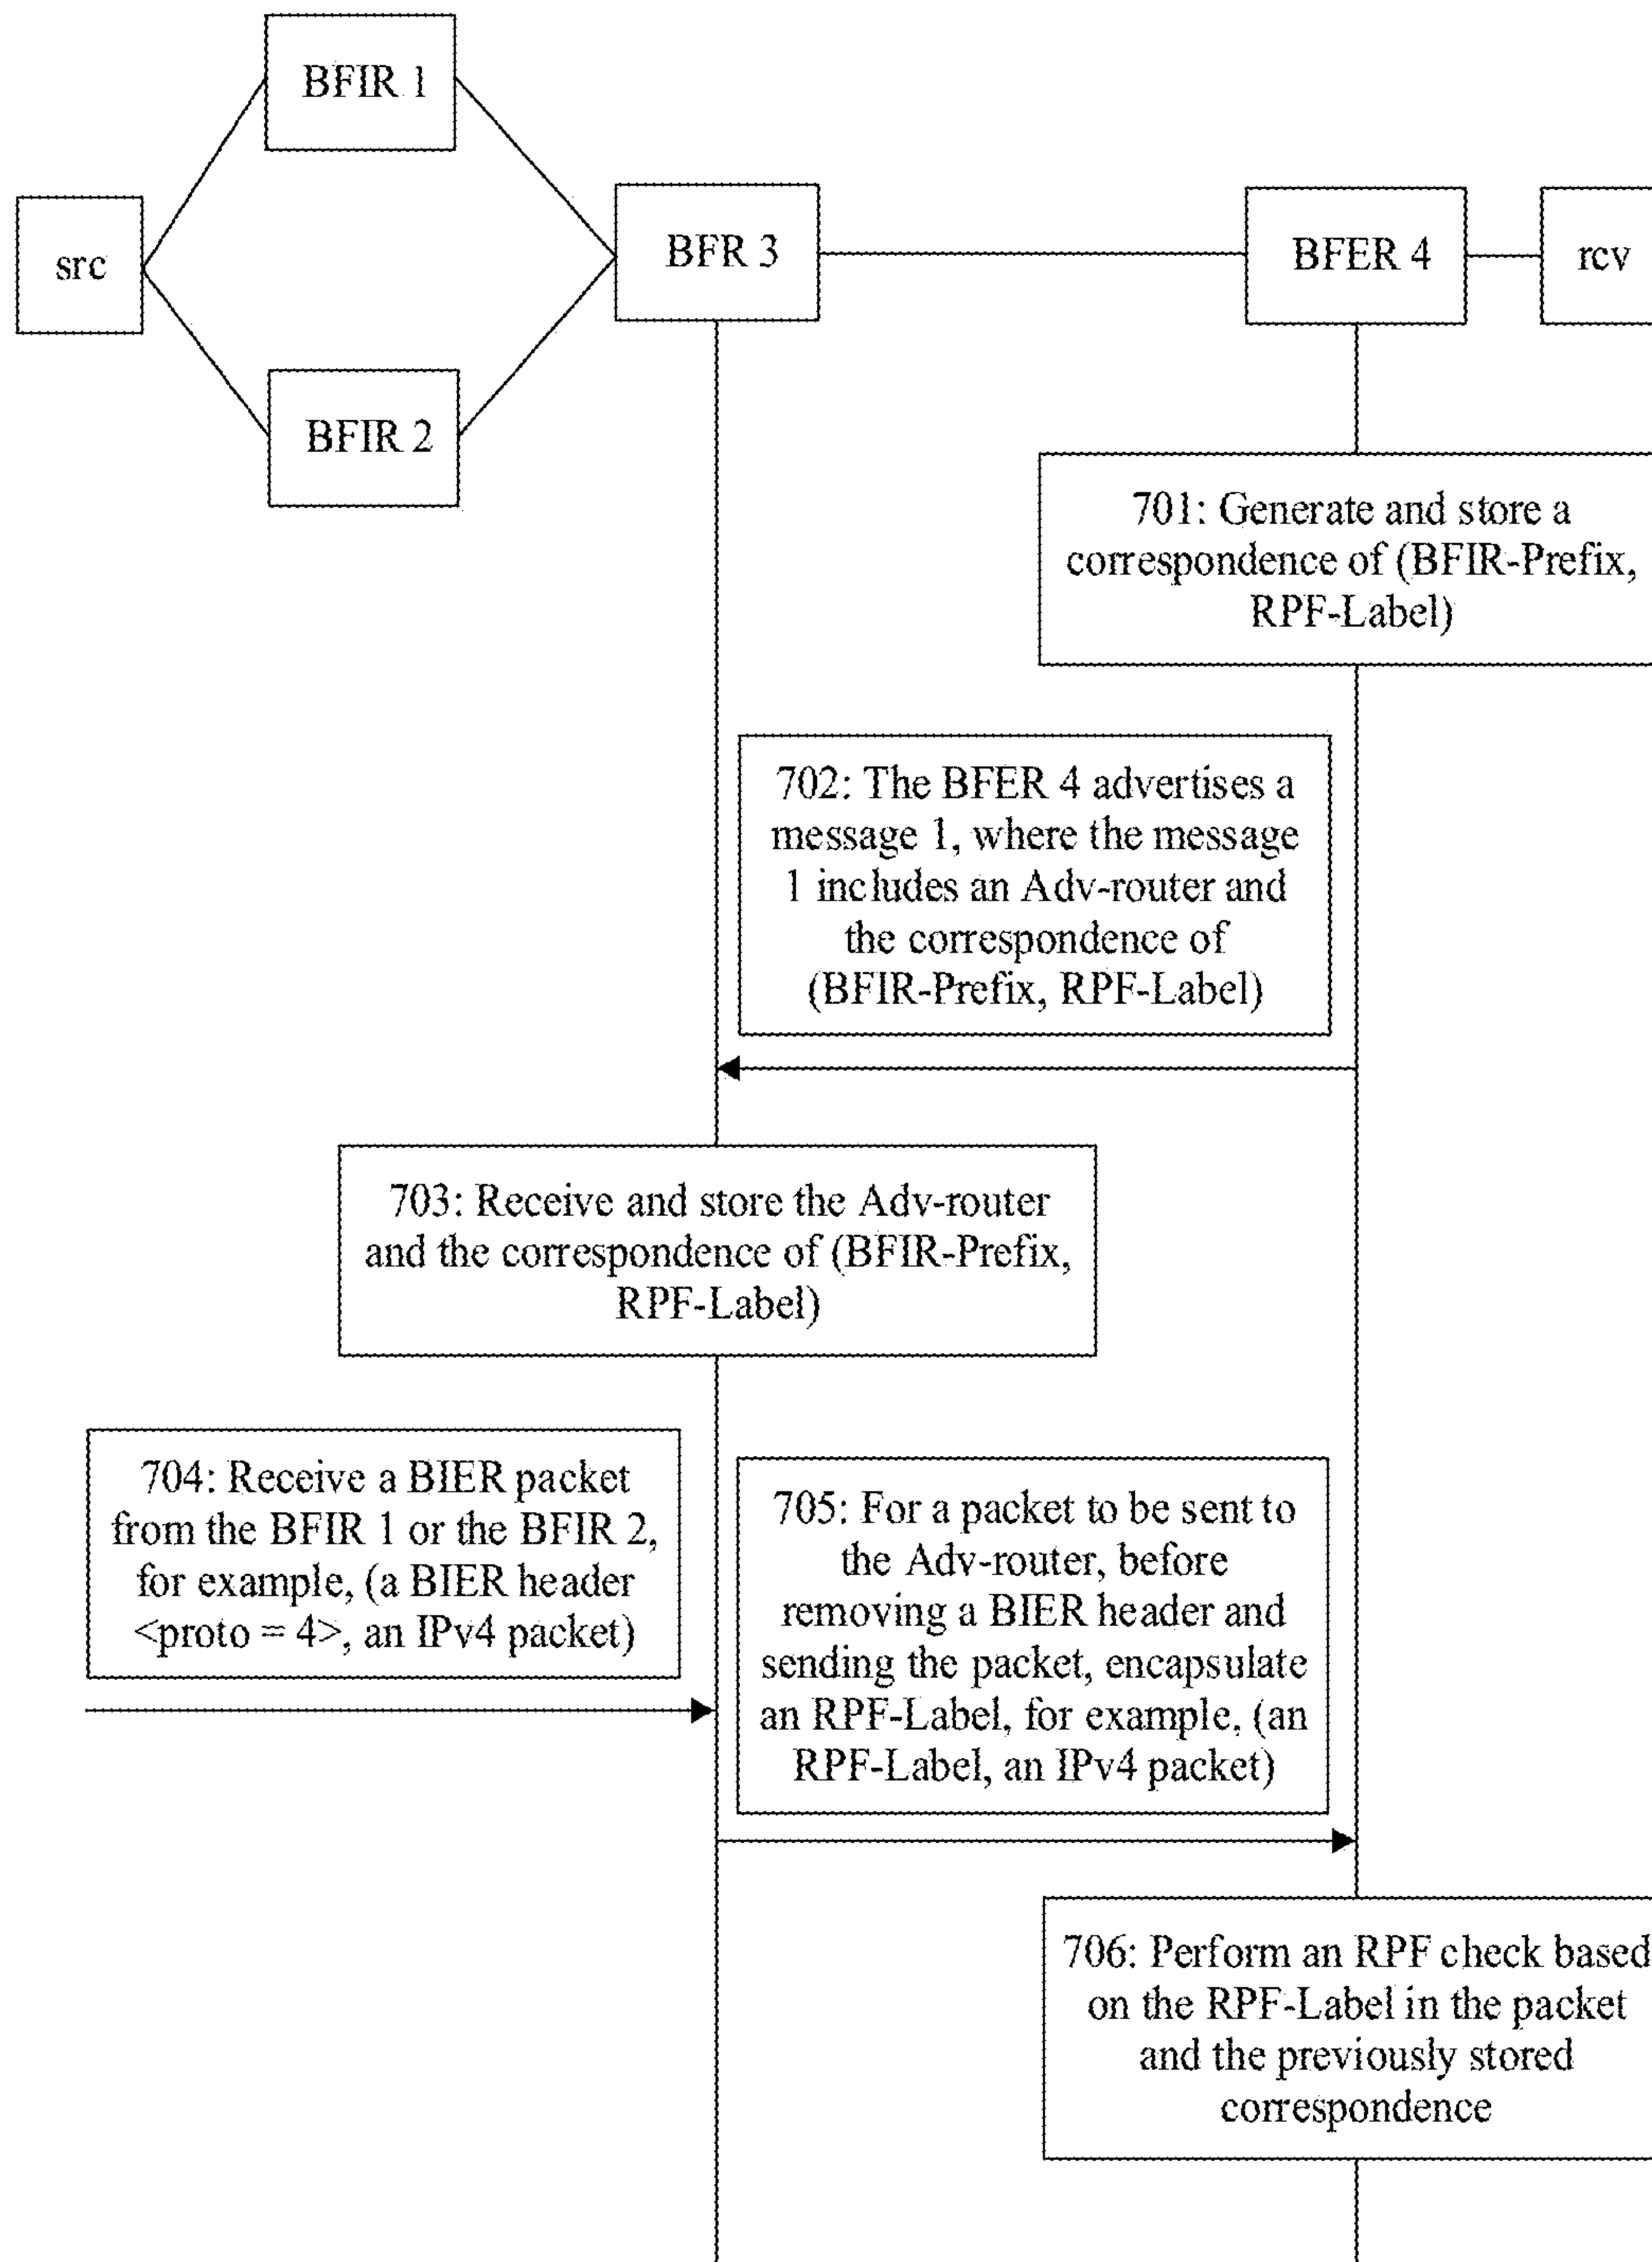 BFIR 1
src
BFR 3
BFER 4
rcv
BFIR 2
701: Generate and store a
correspondence of (BFIR-Prefix,
RPF-Label)
702: The BFER 4 advertises a
message 1, where the message
1 includes an Adv-router and
the correspondence of
(BFIR-Prefix, RPF-Label)
703: Receive and store the Adv-router
and the correspondence of (BFIR-Prefix,
RPF-Label)
704: Receive a BIER packet
from the BFIR 1 or the BFIR 2,
for example, (a BIER header
<proto = 4>, an IPv4 packet)
705: For a packet to be sent to
the Adv-router, before
removing a BIER header and
sending the packet, encapsulate
an RPF-Label, for example, (an
RPF-Label, an IPv4 packet)
706: Perform an RPF check based
on the RPF-Label in the packet
and the previously stored
correspondence